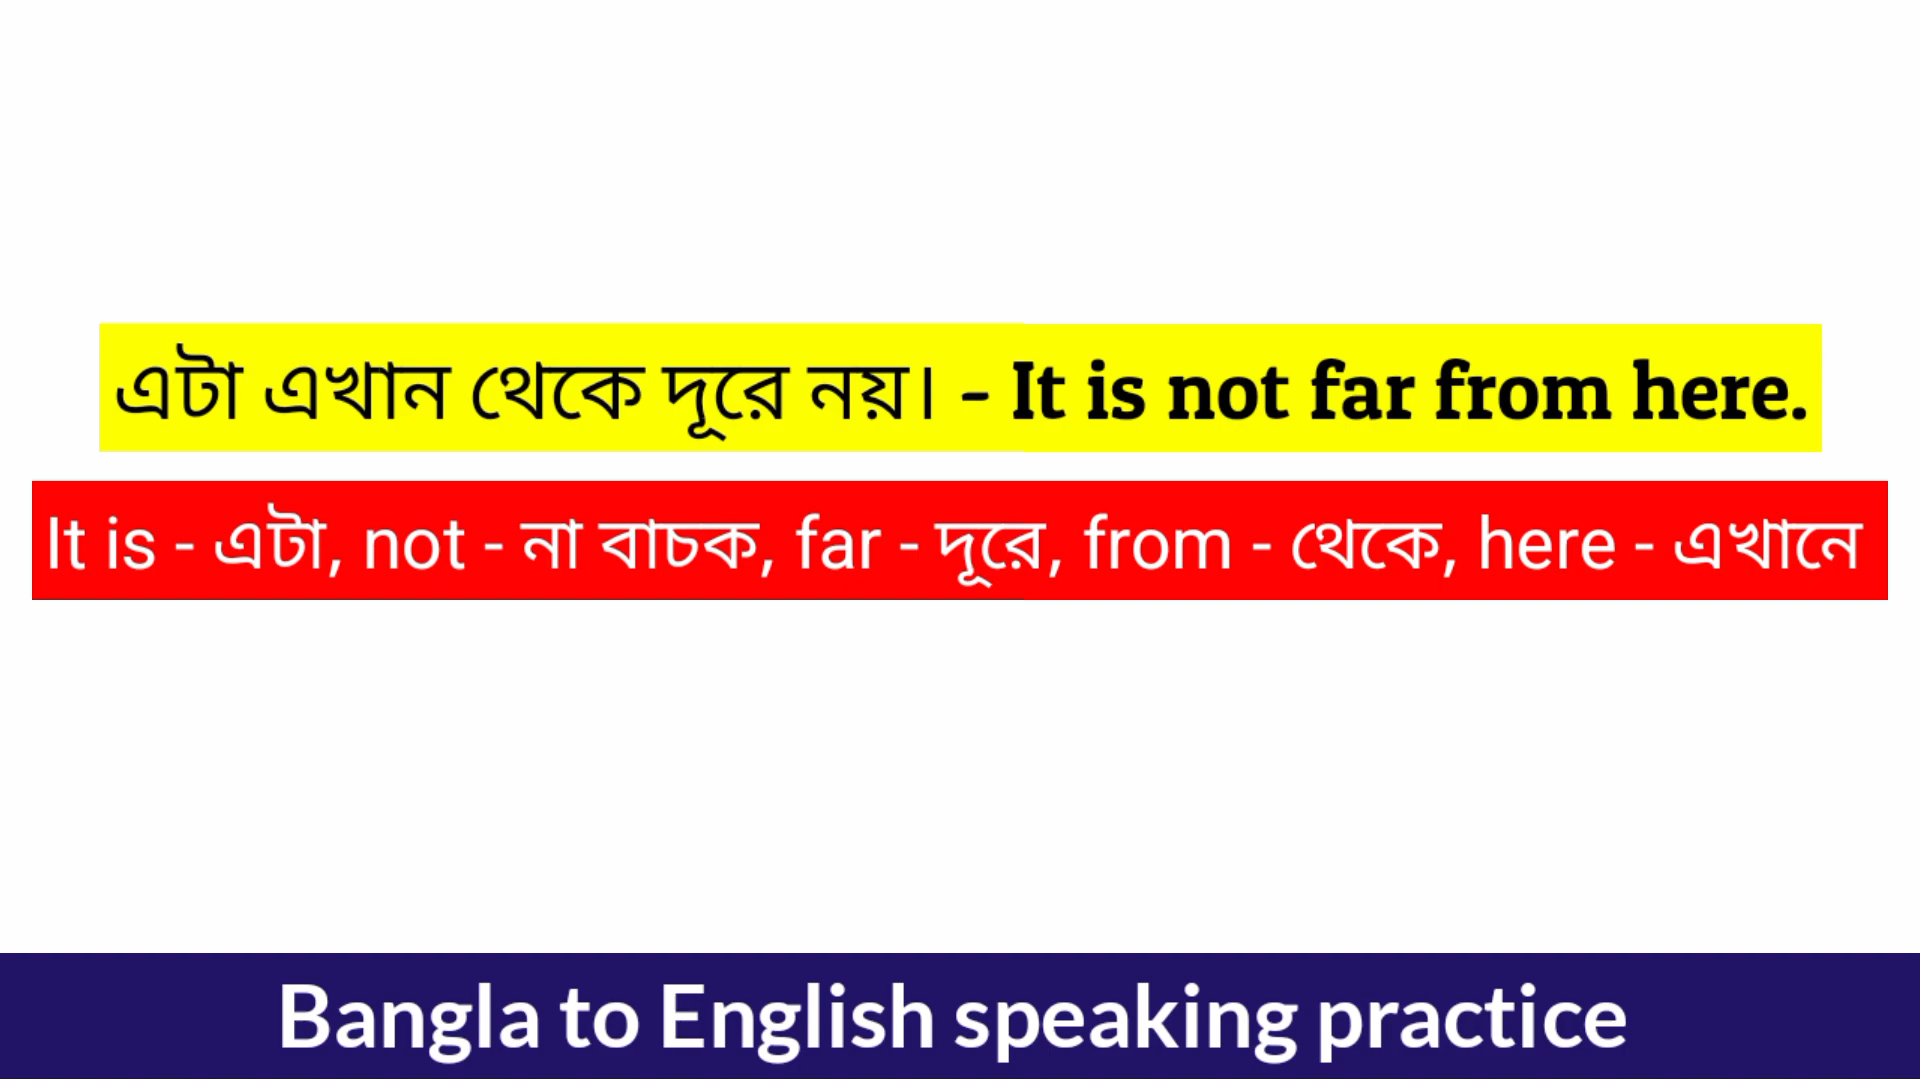 এটা এখান থেকে দূরে নয়। - It is not far from here.
It is - এটা, not - না বাচক, far - দূরে, from - থেকে, here - এখানে
Bangla to English speaking practice